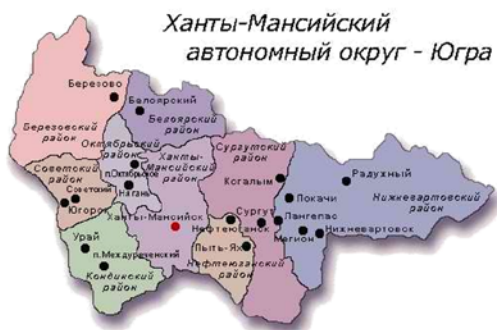 Ханты-Мансийский
автономный округ - Югра
Березово
Белоярский
Березовский
район
Белоярский
район
Октябрьский
район
п.Октябрьское
Нягань
Ханты-
Мансийский
район
Сургутский
район
Когалым
Радужный
Покачи
Нижневартовский
район
Советский
район
Советский
Югорск
Ханты-Мансийск
Сургут
Нефтеюганск
Лангепас
Мегион
Нижневартовск
Пыть-Ях
Нефтеюганский
район
Урай
п.Междуреченский
Кондинский
район